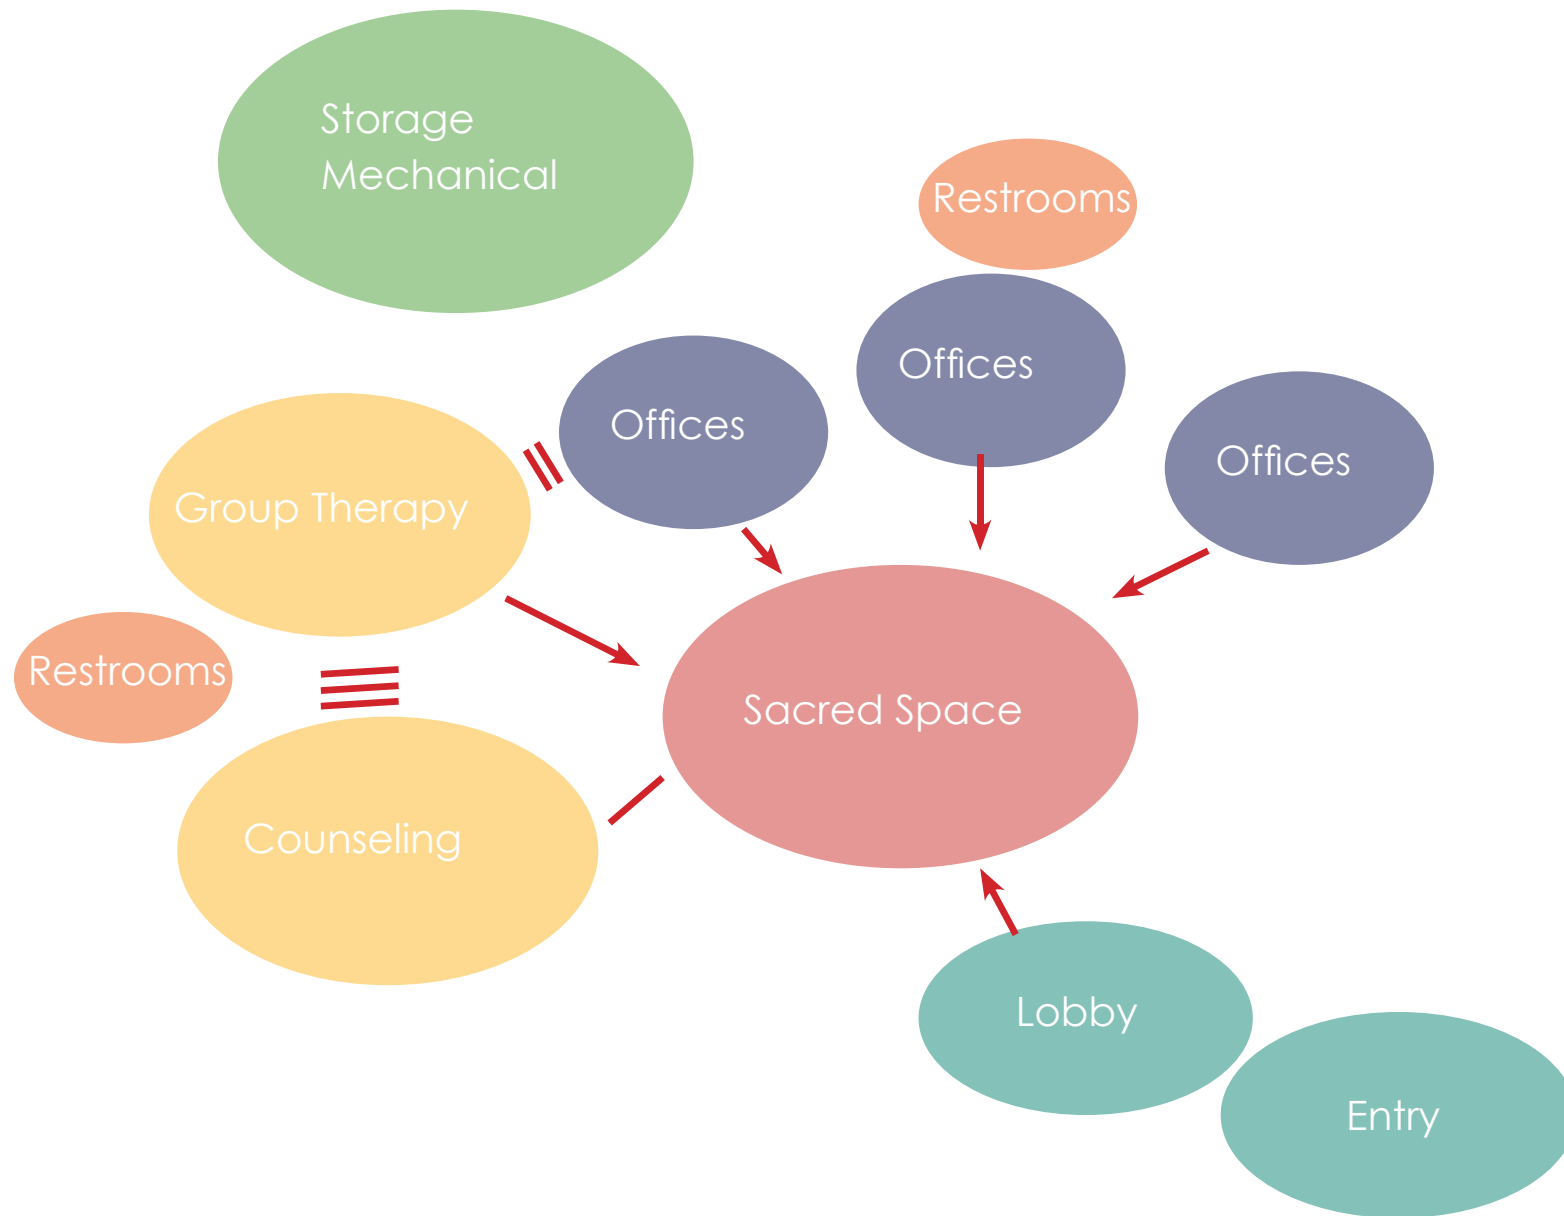 Storage
Mechanical
Restrooms
Offices
Offices
Offices
Group Therapy
Restrooms
Sacred Space
Counseling
Lobby
Entry